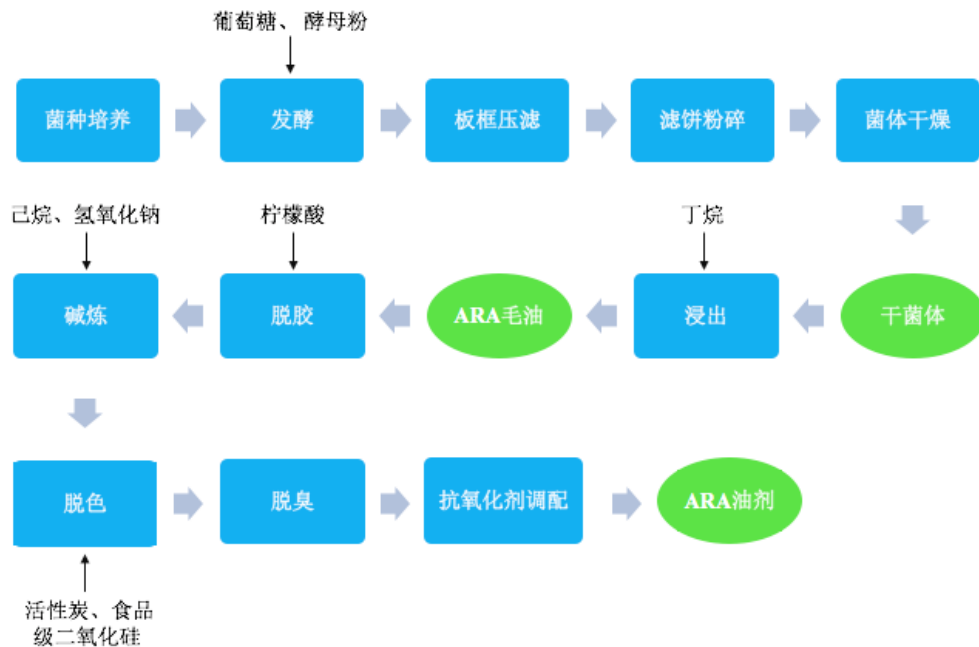 葡萄糖、酵母粉
菌种培养
发酵
板框压滤
滤饼粉碎
菌体干燥
己烷、氢氧化钠
柠檬酸
丁烷
碱炼
脱胶
ARA毛油
浸出
干菌体
脱色
脱臭
抗氧化剂调配
ARA油剂
活性炭、食品
级二氧化硅